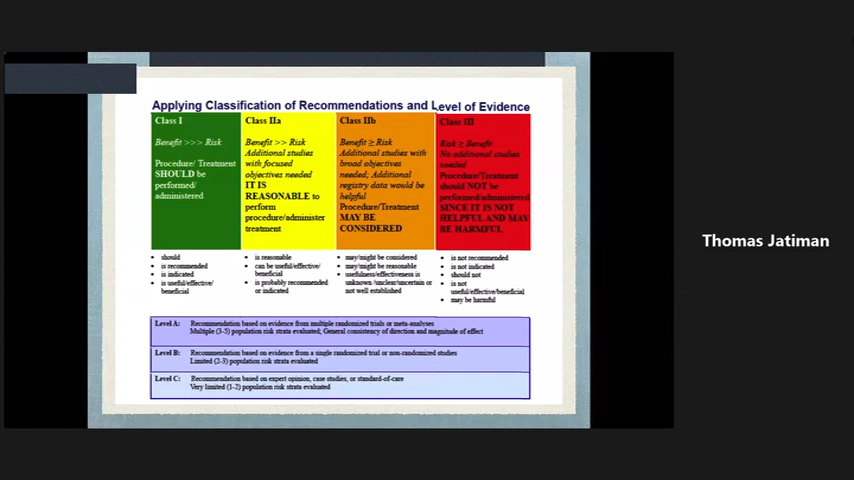 Applying Classification of Recommendations and Level of Evidence
Class I
Benefit >>> Risk
Procedure/ Treatment
SHOULD be
performed/
administered
Class IIa
Benefit >> Risk
Additional studies
with focused
objectives needed
IT IS
REASONABLE to
perform
procedure/administer
treatment
Class IIb
Benefit ≥ Risk
Additional studies with
broad objectives
needed; Additional
registry data would be
helpful
Procedure/Treatment
MAY BE
CONSIDERED
Class III
Risk ≥ Benefit
No additional studies
needed
Procedure/Treatment
should NOT be
performed/administered
SINCE IT IS NOT
HELPFUL AND MAY
BE HARMFUL
• should
• is recommended
• is indicated
• is useful/effective/
beneficial
• is reasonable
• can be useful/effective/
beneficial
• is probably recommended
or indicated
• may/might be considered
• may/might be reasonable
• usefulness/effectiveness is
unknown /unclear/uncertain or
not well established
• is not recommended
• is not indicated
• should not
• is not
useful/effective/beneficial
• may be harmful
Level A: Recommendation based on evidence from multiple randomized trials or meta-analyses
Multiple (3-5) population risk strata evaluated; General consistency of direction and magnitude of effect
Level B: Recommendation based on evidence from a single randomized trial or non-randomized studies
Limited (2-3) population risk strata evaluated
Level C: Recommendation based on expert opinion, case studies, or standard-of-care
Very limited (1-2) population risk strata evaluated
Thomas Jatiman